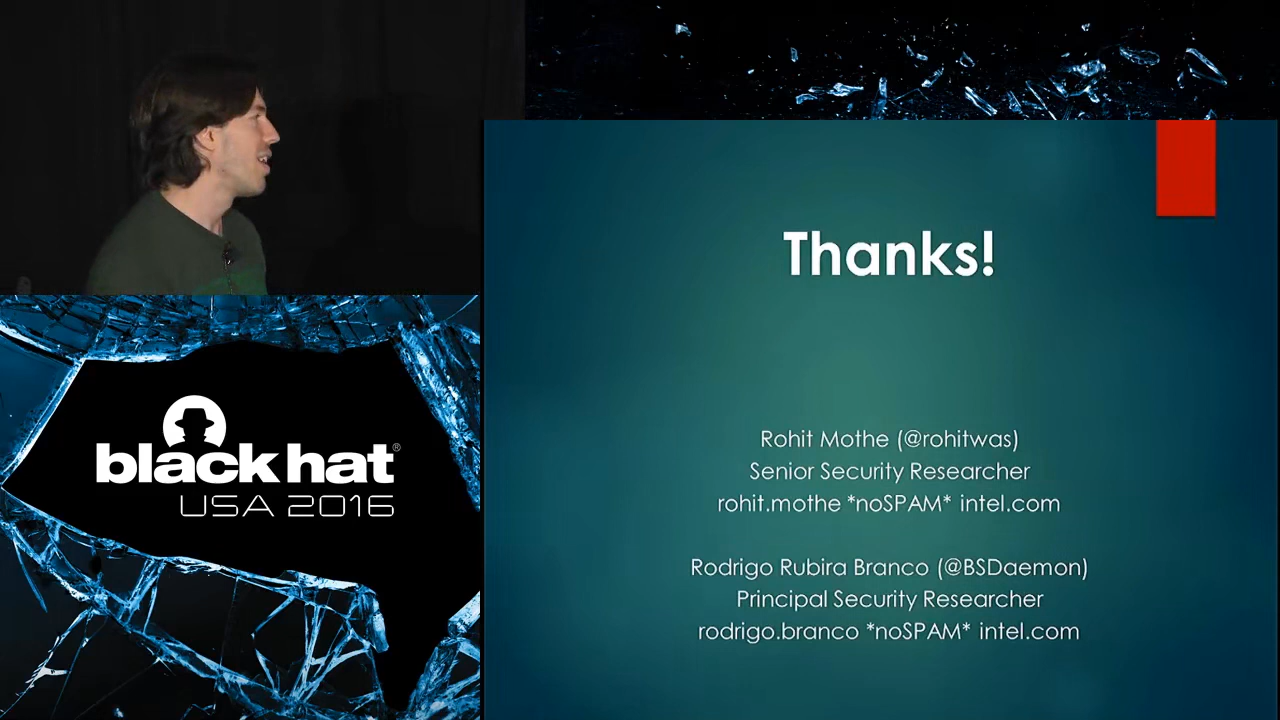 black hat®
USA 2016
Thanks!
Rohit Mothe (@rohitwas)
Senior Security Researcher
rohit.mothe *noSPAM* intel.com
Rodrigo Rubira Branco (@BSDaemon)
Principal Security Researcher
rodrigo.branco *noSPAM* intel.com